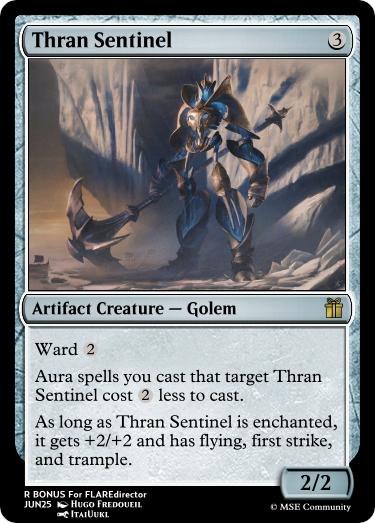 Thran Sentinel 3
Artifact Creature — Golem
Ward 2
Aura spells you cast that target Thran
Sentinel cost 2 less to cast.
As long as Thran Sentinel is enchanted,
it gets +2/+2 and has flying, first strike,
and trample.
2/2
R BONUS For FLAREdirector
JUN25 Hugo Fredoueil
ItaiUukl
© MSE Community